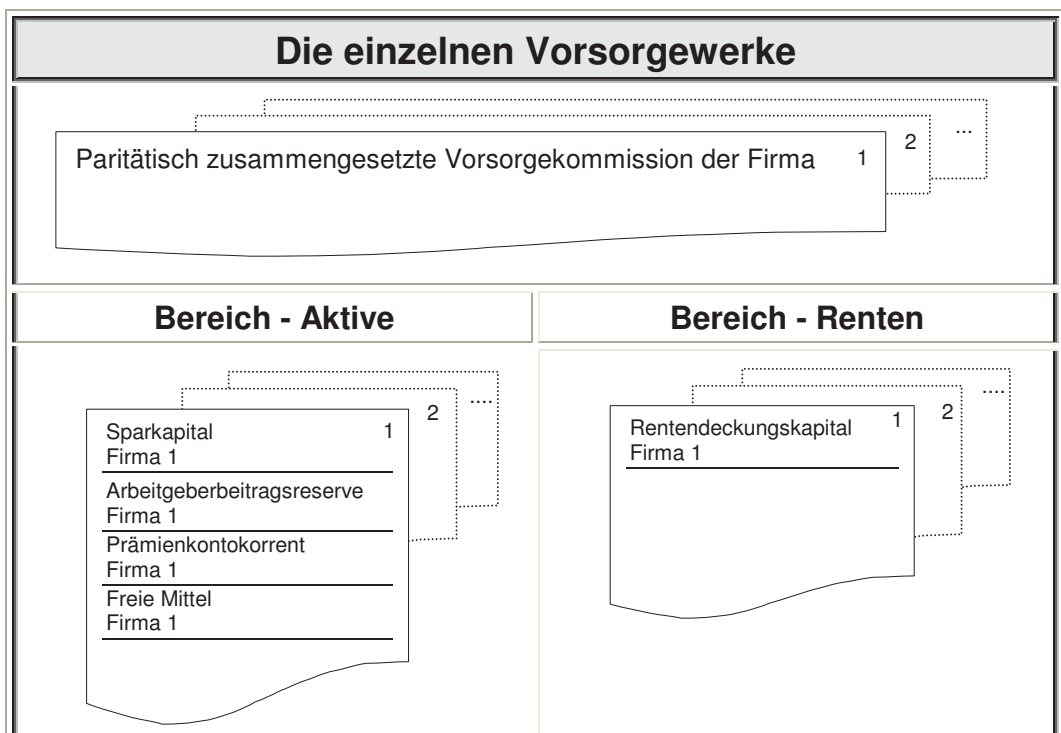 Die einzelnen Vorsorgewerke
...
2
Paritätisch zusammengesetzte Vorsorgekommission der Firma 1
Bereich - Aktive
Bereich - Renten
....
2
Sparkapital 1
Firma 1
Arbeitgeberbeitragsreserve
Firma 1
Prämienkontokorrent
Firma 1
Freie Mittel
Firma 1
....
2
Rentendeckungskapital 1
Firma 1